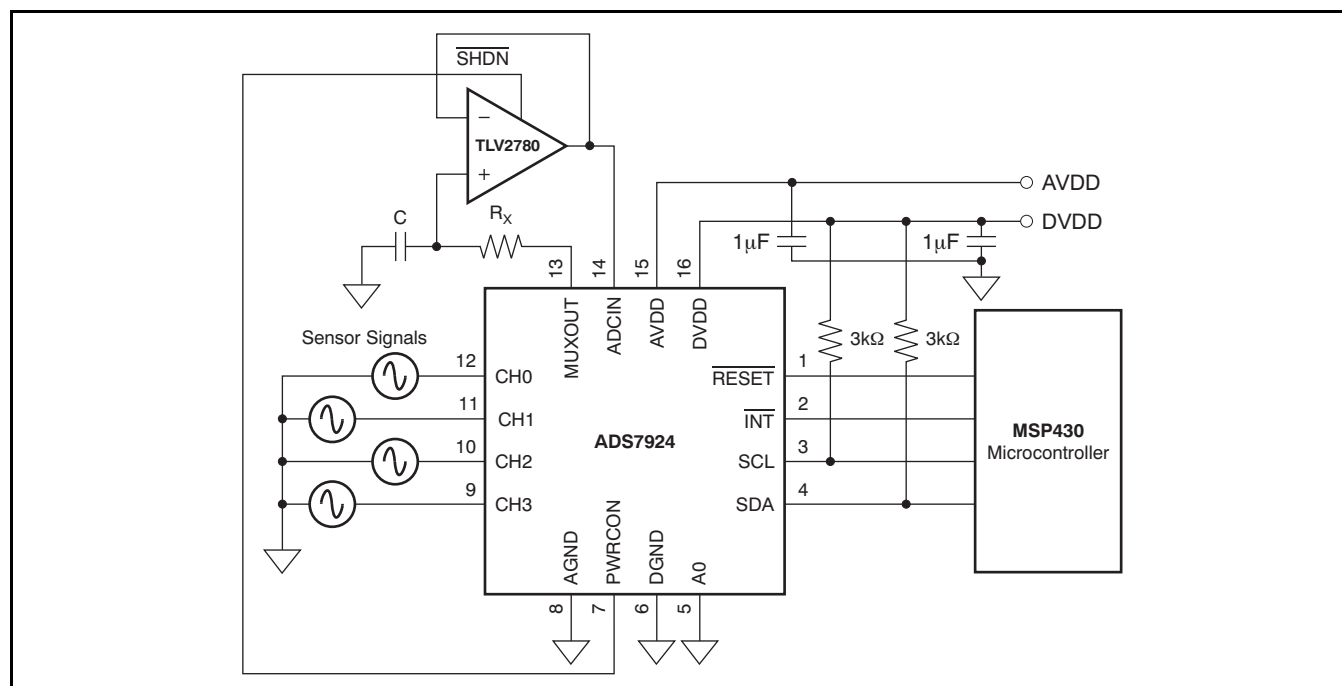 SHDN
−
TLV2780
+
AVDD
DVDD
C
RX
1μF
1μF
13
14
15
16
MUXOUT
ADCIN
AVDD
DVDD
3kΩ
3kΩ
Sensor Signals
12
CH0
11
CH1
10
CH2
9
CH3
ADS7924
RESET
1
INT
2
SCL
3
SDA
4
MSP430
Microcontroller
AGND
PWRCON
DGND
A0
8
7
6
5